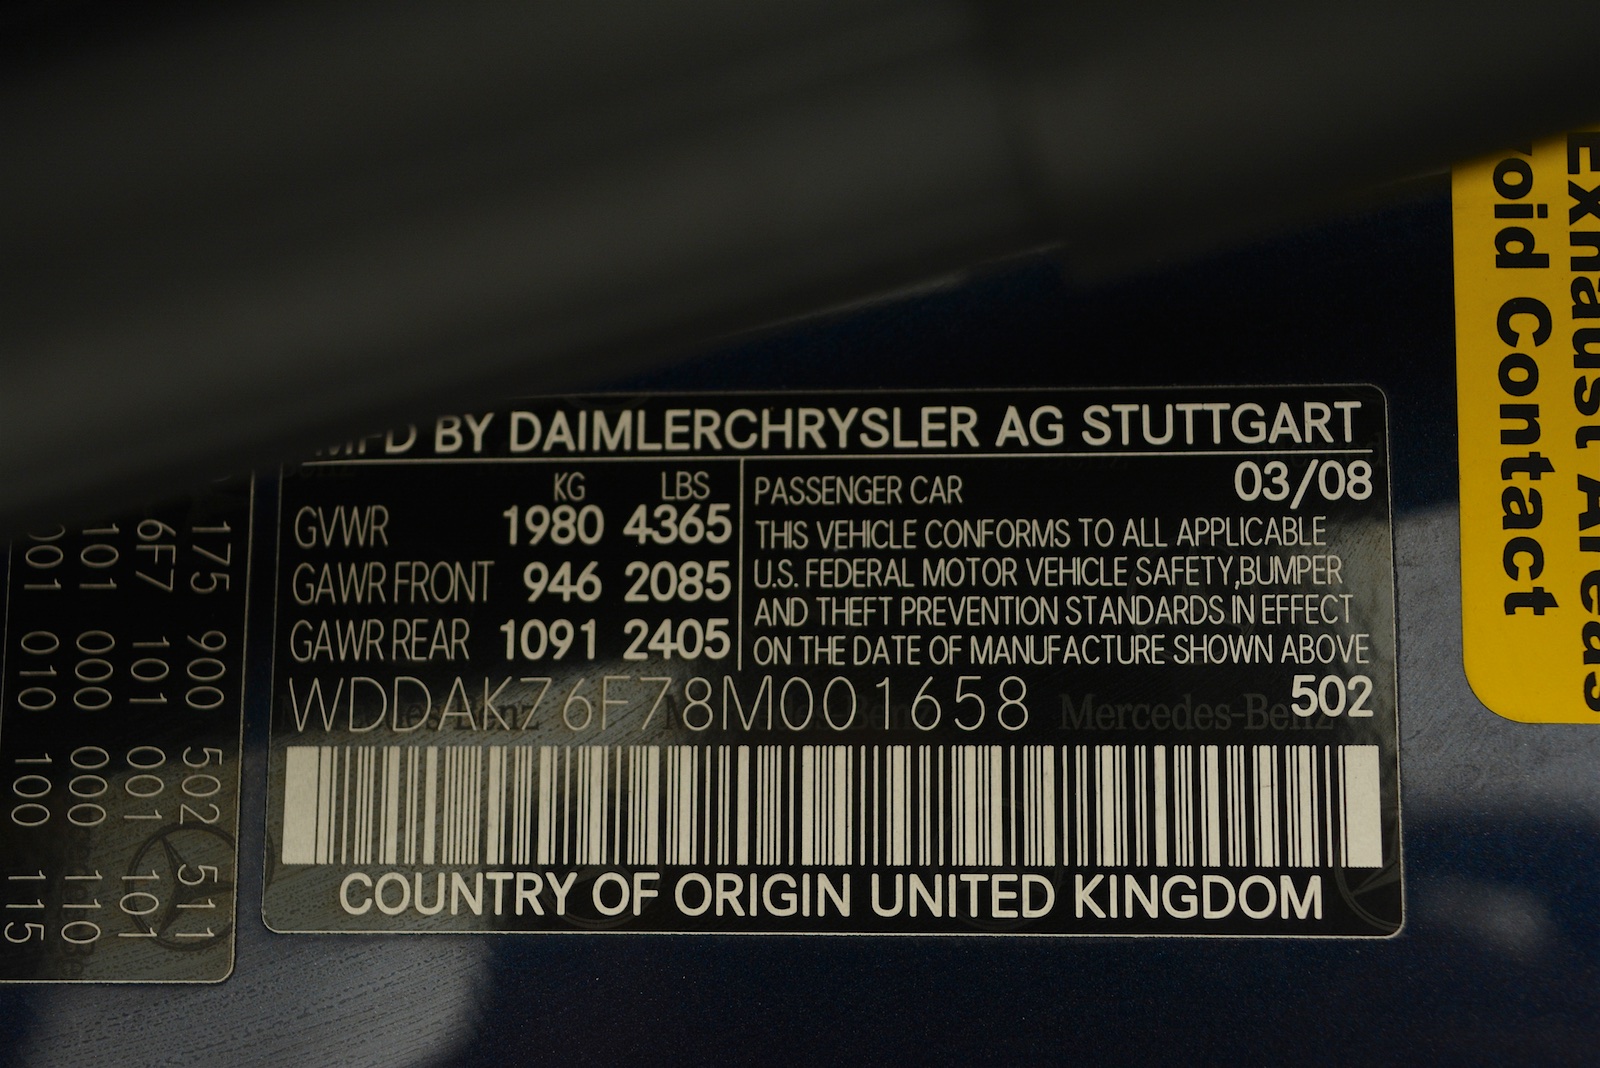 MFD BY DAIMLERCHRYSLER AG STUTTGART
KG LBS
GVWR 1980 4365
GAWR FRONT 946 2085
GAWR REAR 1091 2405
PASSENGER CAR 03/08
THIS VEHICLE CONFORMS TO ALL APPLICABLE
U.S. FEDERAL MOTOR VEHICLE SAFETY,BUMPER
AND THEFT PREVENTION STANDARDS IN EFFECT
ON THE DATE OF MANUFACTURE SHOWN ABOVE
WDDAK76F78M001658 502
Mercedes-Benz
COUNTRY OF ORIGIN UNITED KINGDOM
175 900 502 511
6F7 101 001 101
101 000 000 110
001 010 100 115
Exhaust Areas
void Contact